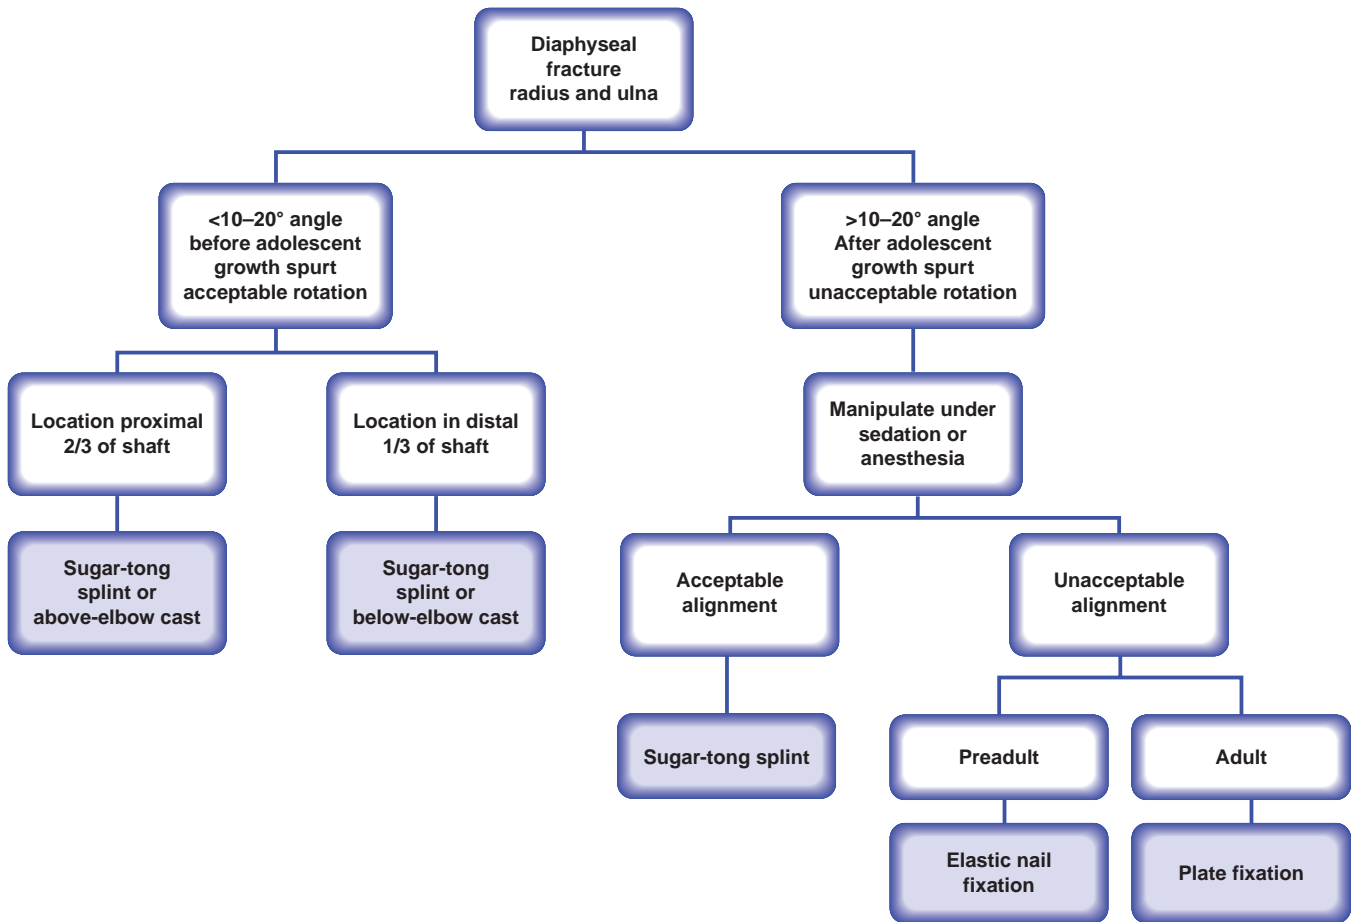 Diaphyseal
fracture
radius and ulna
<10–20° angle
before adolescent
growth spurt
acceptable rotation
>10–20° angle
After adolescent
growth spurt
unacceptable rotation
Location proximal
2/3 of shaft
Location in distal
1/3 of shaft
Manipulate under
sedation or
anesthesia
Sugar-tong
splint or
above-elbow cast
Sugar-tong
splint or
below-elbow cast
Acceptable
alignment
Unacceptable
alignment
Sugar-tong splint
Preadult
Adult
Elastic nail
fixation
Plate fixation